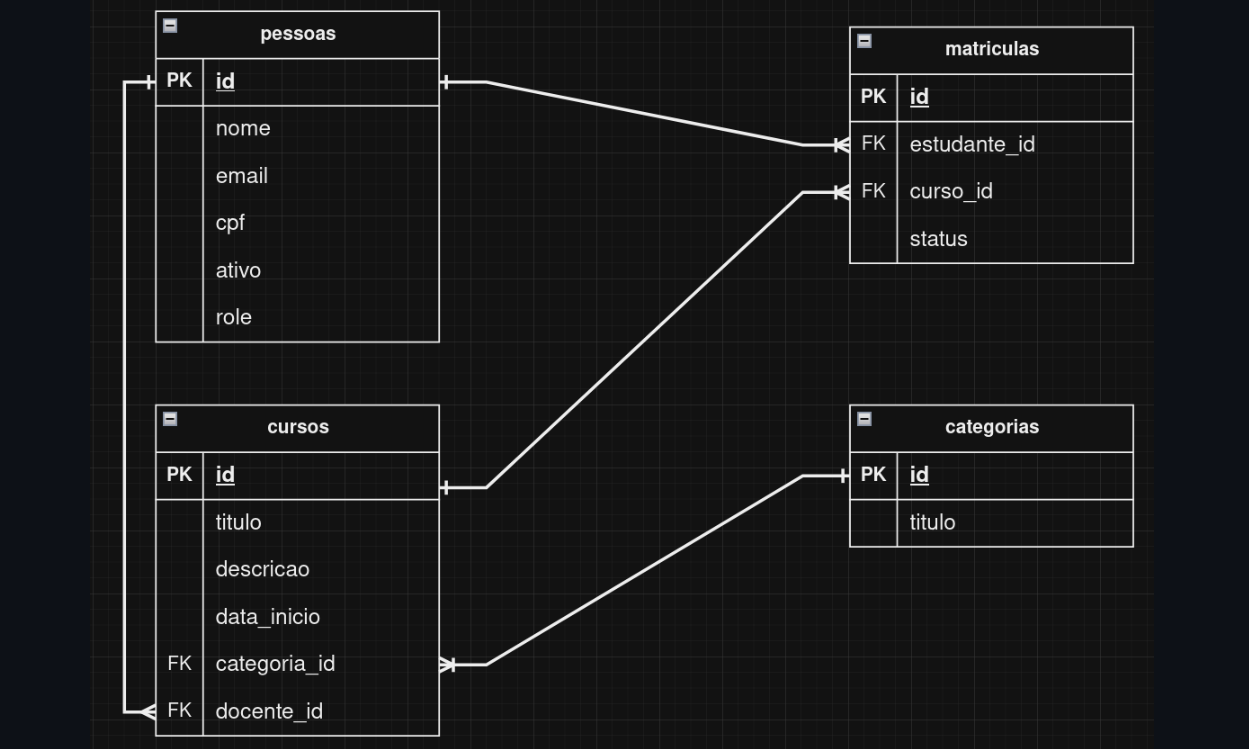 pessoas
PK id
nome
email
cpf
ativo
role
matriculas
PK id
FK estudante_id
FK curso_id
status
cursos
PK id
titulo
descricao
data_inicio
FK categoria_id
FK docente_id
categorias
PK id
titulo